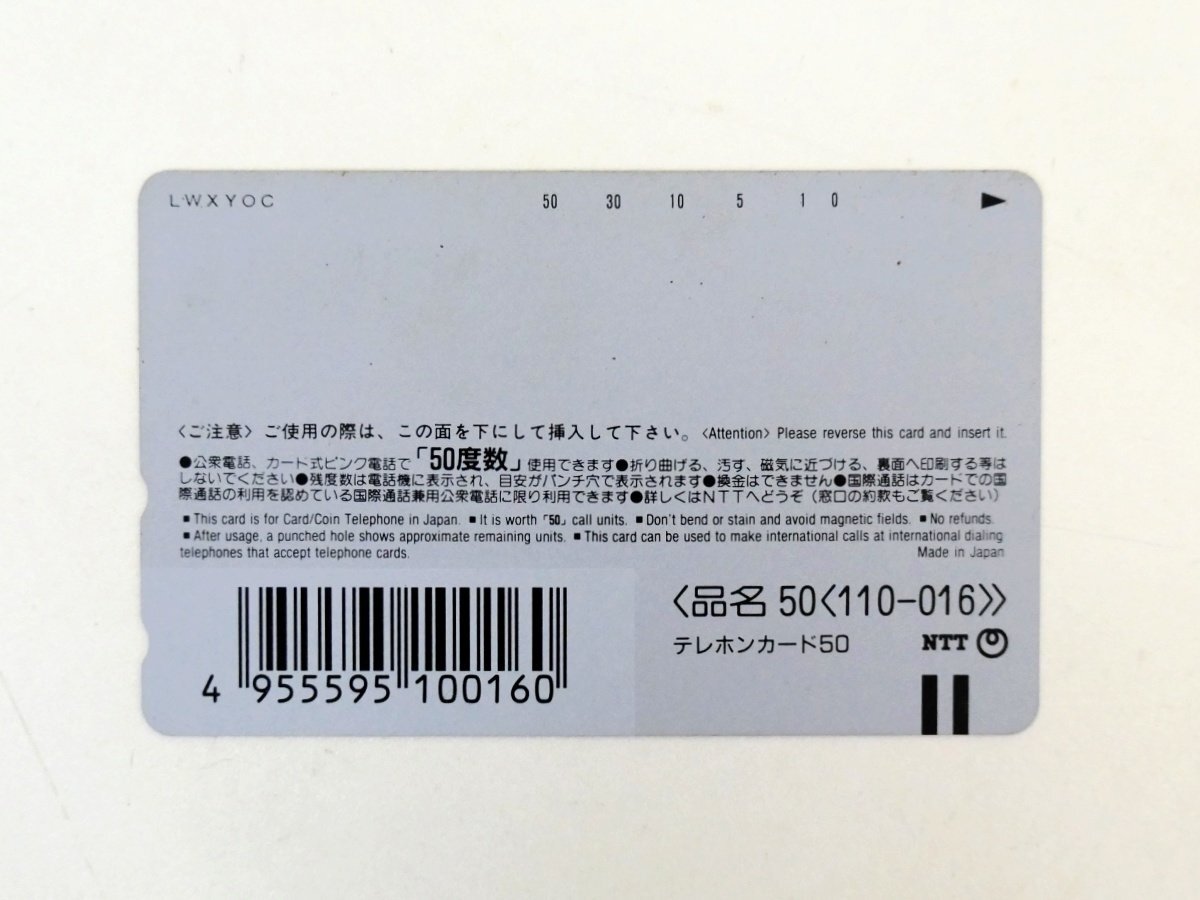 L·W.XYOC 50 30 10 5 1 0 ▶
〈ご注意〉ご使用の際は、この面を下にして挿入して下さい。〈Attention〉Please reverse this card and insert it.
●公衆電話、カード式ピンク電話で「50度数」使用できます●折り曲げる、汚す、磁気に近づける、裏面へ印刷する等は
しないでください●残度数は電話機に表示され、目安がパンチ穴で表示されます●換金はできません●国際通話はカードでの国
際通話の利用を認めている国際通話兼用公衆電話に限り利用できます●詳しくはNTTへどうぞ（窓口の約款もご覧ください）
■ This card is for Card/Coin Telephone in Japan. ■ It is worth「50」call units. ■ Don't bend or stain and avoid magnetic fields. ■ No refunds.
■ After usage, a punched hole shows approximate remaining units. ■ This card can be used to make international calls at international dialing
telephones that accept telephone cards. Made in Japan
〈品名 50〈110-016〉〉
テレホンカード50 NTT
4 955595 100160